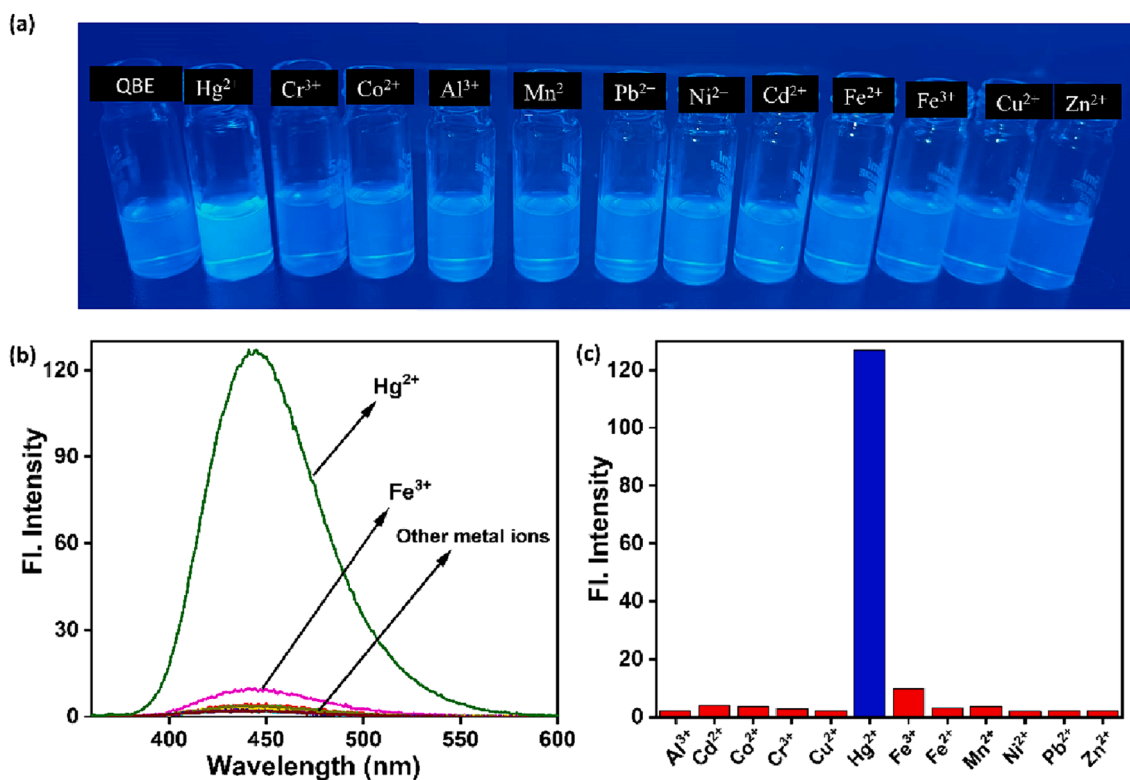 (a)
QBE Hg²⁺ Cr³⁺ Co²⁺ Al³⁺ Mn² Pb²⁻ Ni²⁻ Cd²⁺ Fe²⁺ Fe³⁺ Cu²⁺ Zn²⁺
(b)
Fl. Intensity
120
90
60
30
0
Hg²⁺
Fe³⁺
Other metal ions
400 450 500 550 600
Wavelength (nm)
(c)
Fl. Intensity
120
100
80
60
40
20
0
Al³⁺ Cd²⁺ Co²⁺ Cr³⁺ Cu²⁺ Hg²⁺ Fe³⁺ Fe²⁺ Mn²⁺ Ni²⁺ Pb²⁺ Zn²⁺